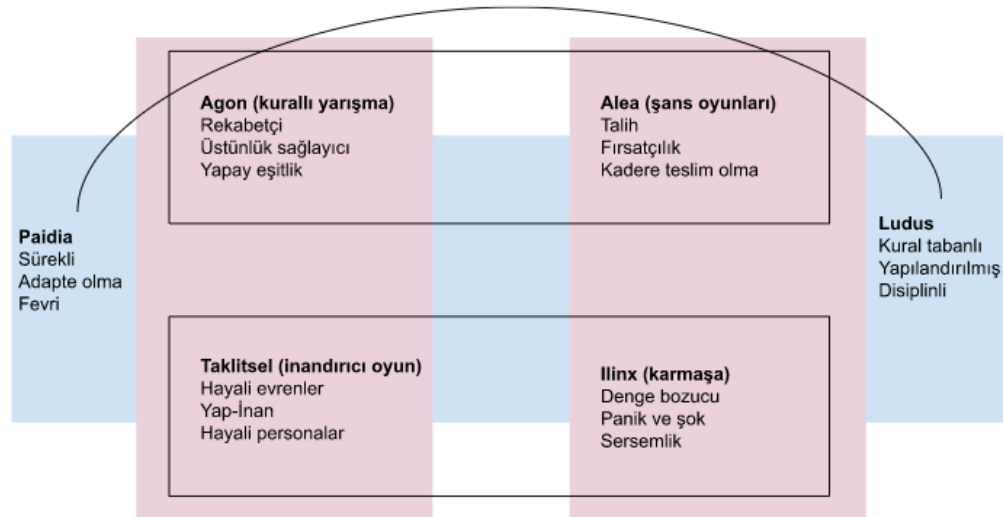 Agon (kurallı yarışma)
Rekabetçi
Üstünlük sağlayıcı
Yapay eşitlik
Alea (şans oyunları)
Talih
Fırsatçılık
Kadere teslim olma
Paidia
Sürekli
Adapte olma
Fevri
Ludus
Kural tabanlı
Yapılandırılmış
Disiplinli
Taklitsel (inandırıcı oyun)
Hayali evrenler
Yap-İnan
Hayali personalar
Ilinx (karmaşa)
Denge bozucu
Panik ve şok
Sersemlik